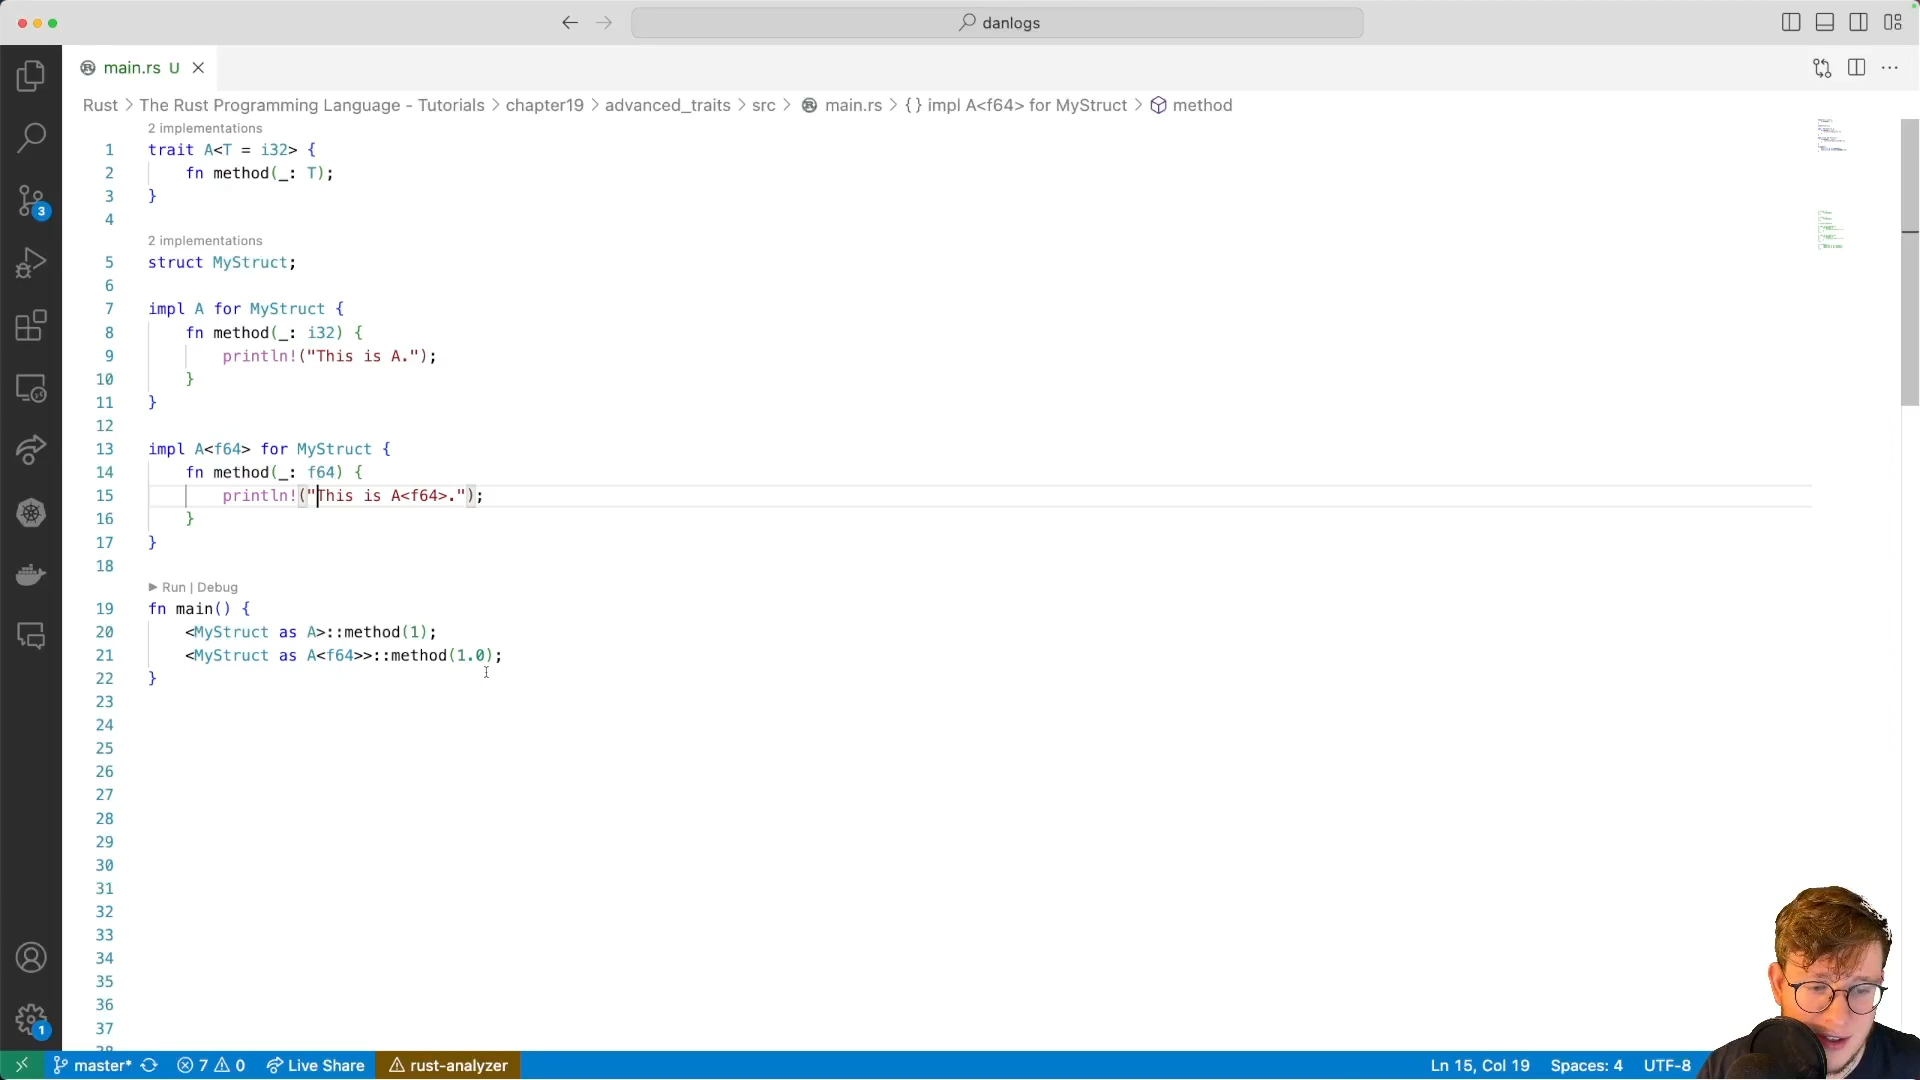 danlogs
main.rs U
Rust > The Rust Programming Language - Tutorials > chapter19 > advanced_traits > src > main.rs > {} impl A<f64> for MyStruct > method
2 implementations
1 trait A<T = i32> {
2     fn method(_: T);
3 }
4
2 implementations
5 struct MyStruct;
6
7 impl A for MyStruct {
8     fn method(_: i32) {
9         println!("This is A.");
10     }
11 }
12
13 impl A<f64> for MyStruct {
14     fn method(_: f64) {
15         println!("This is A<f64>.");
16     }
17 }
18
Run | Debug
19 fn main() {
20     <MyStruct as A>::method(1);
21     <MyStruct as A<f64>>::method(1.0);
22 }
23
24
25
26
27
28
29
30
31
32
33
34
35
36
37
3
1
master* 7 0 Live Share rust-analyzer Ln 15, Col 19 Spaces: 4 UTF-8